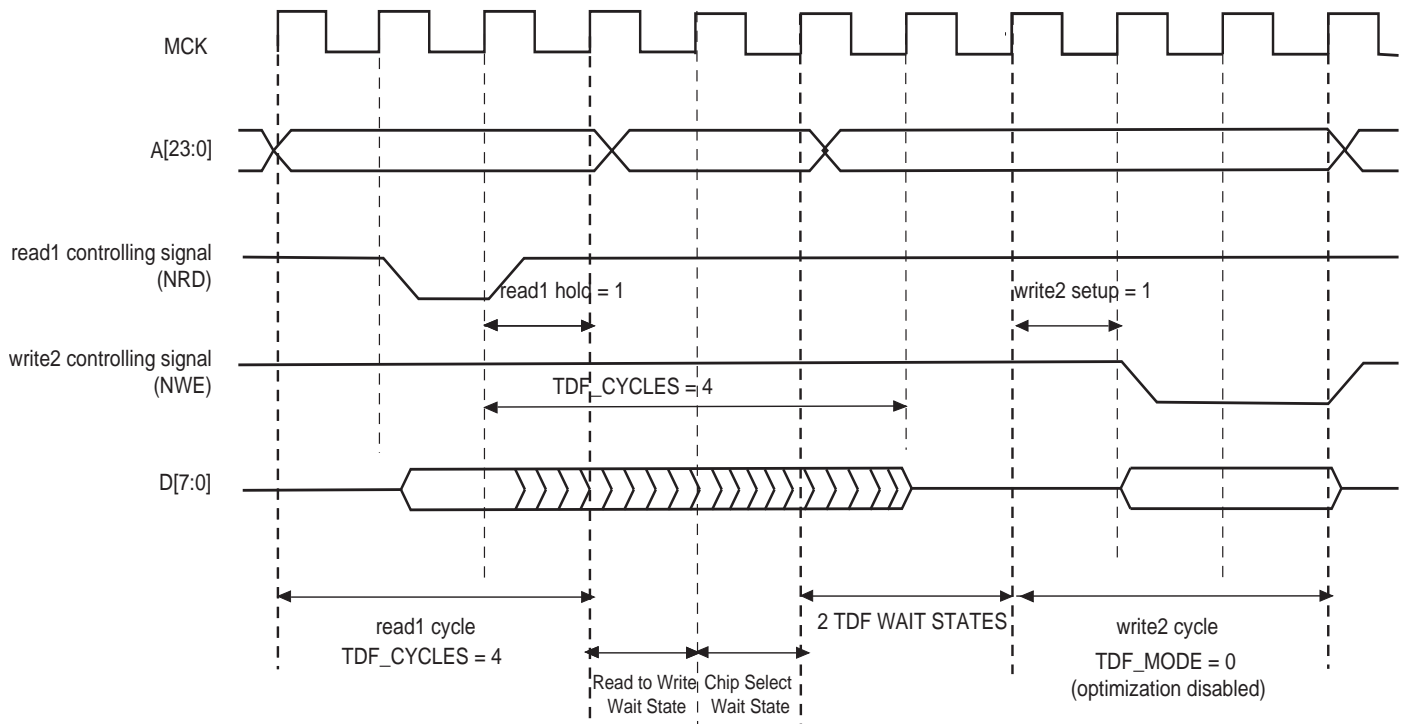 MCK
A[23:0]
read1 controlling signal
(NRD)
read1 hold = 1
write2 setup = 1
write2 controlling signal
(NWE)
TDF_CYCLES = 4
D[7:0]
read1 cycle
TDF_CYCLES = 4
2 TDF WAIT STATES
write2 cycle
TDF_MODE = 0
(optimization disabled)
Read to Write
Wait State
Chip Select
Wait State